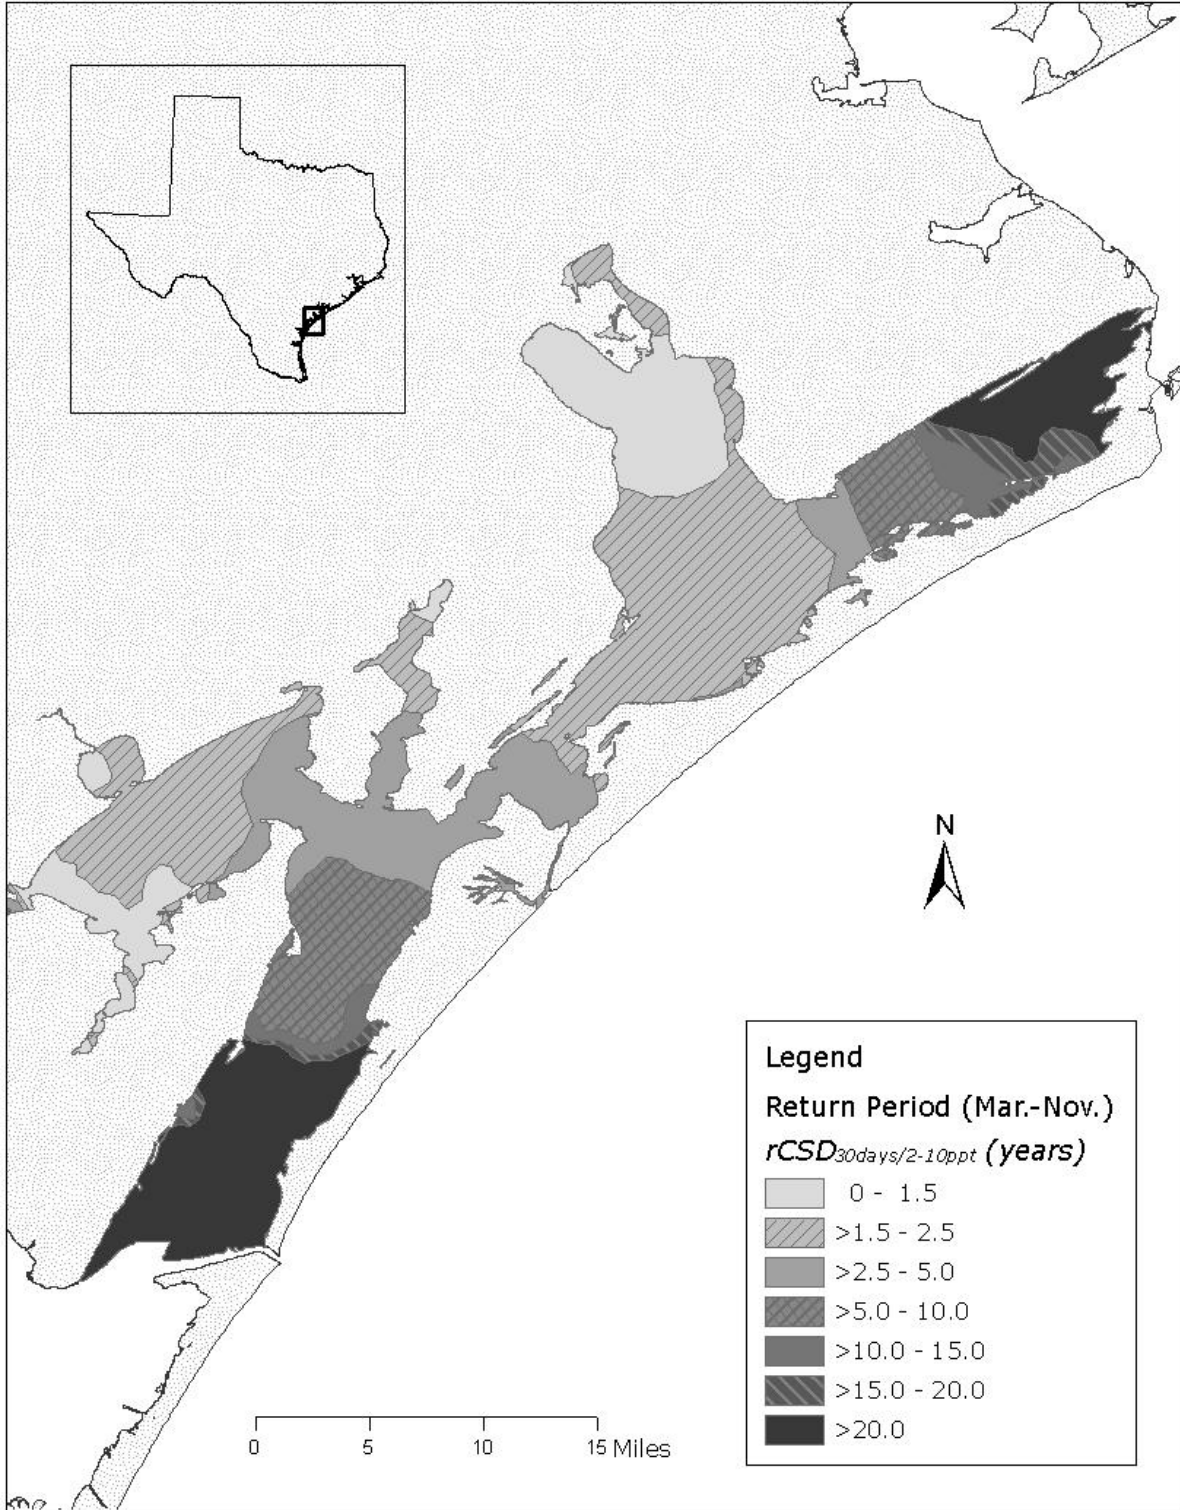 N
Legend
Return Period (Mar.-Nov.)
rCSD30days/2-10ppt (years)
0 - 1.5
>1.5 - 2.5
>2.5 - 5.0
>5.0 - 10.0
>10.0 - 15.0
>15.0 - 20.0
>20.0
0 5 10 15 Miles